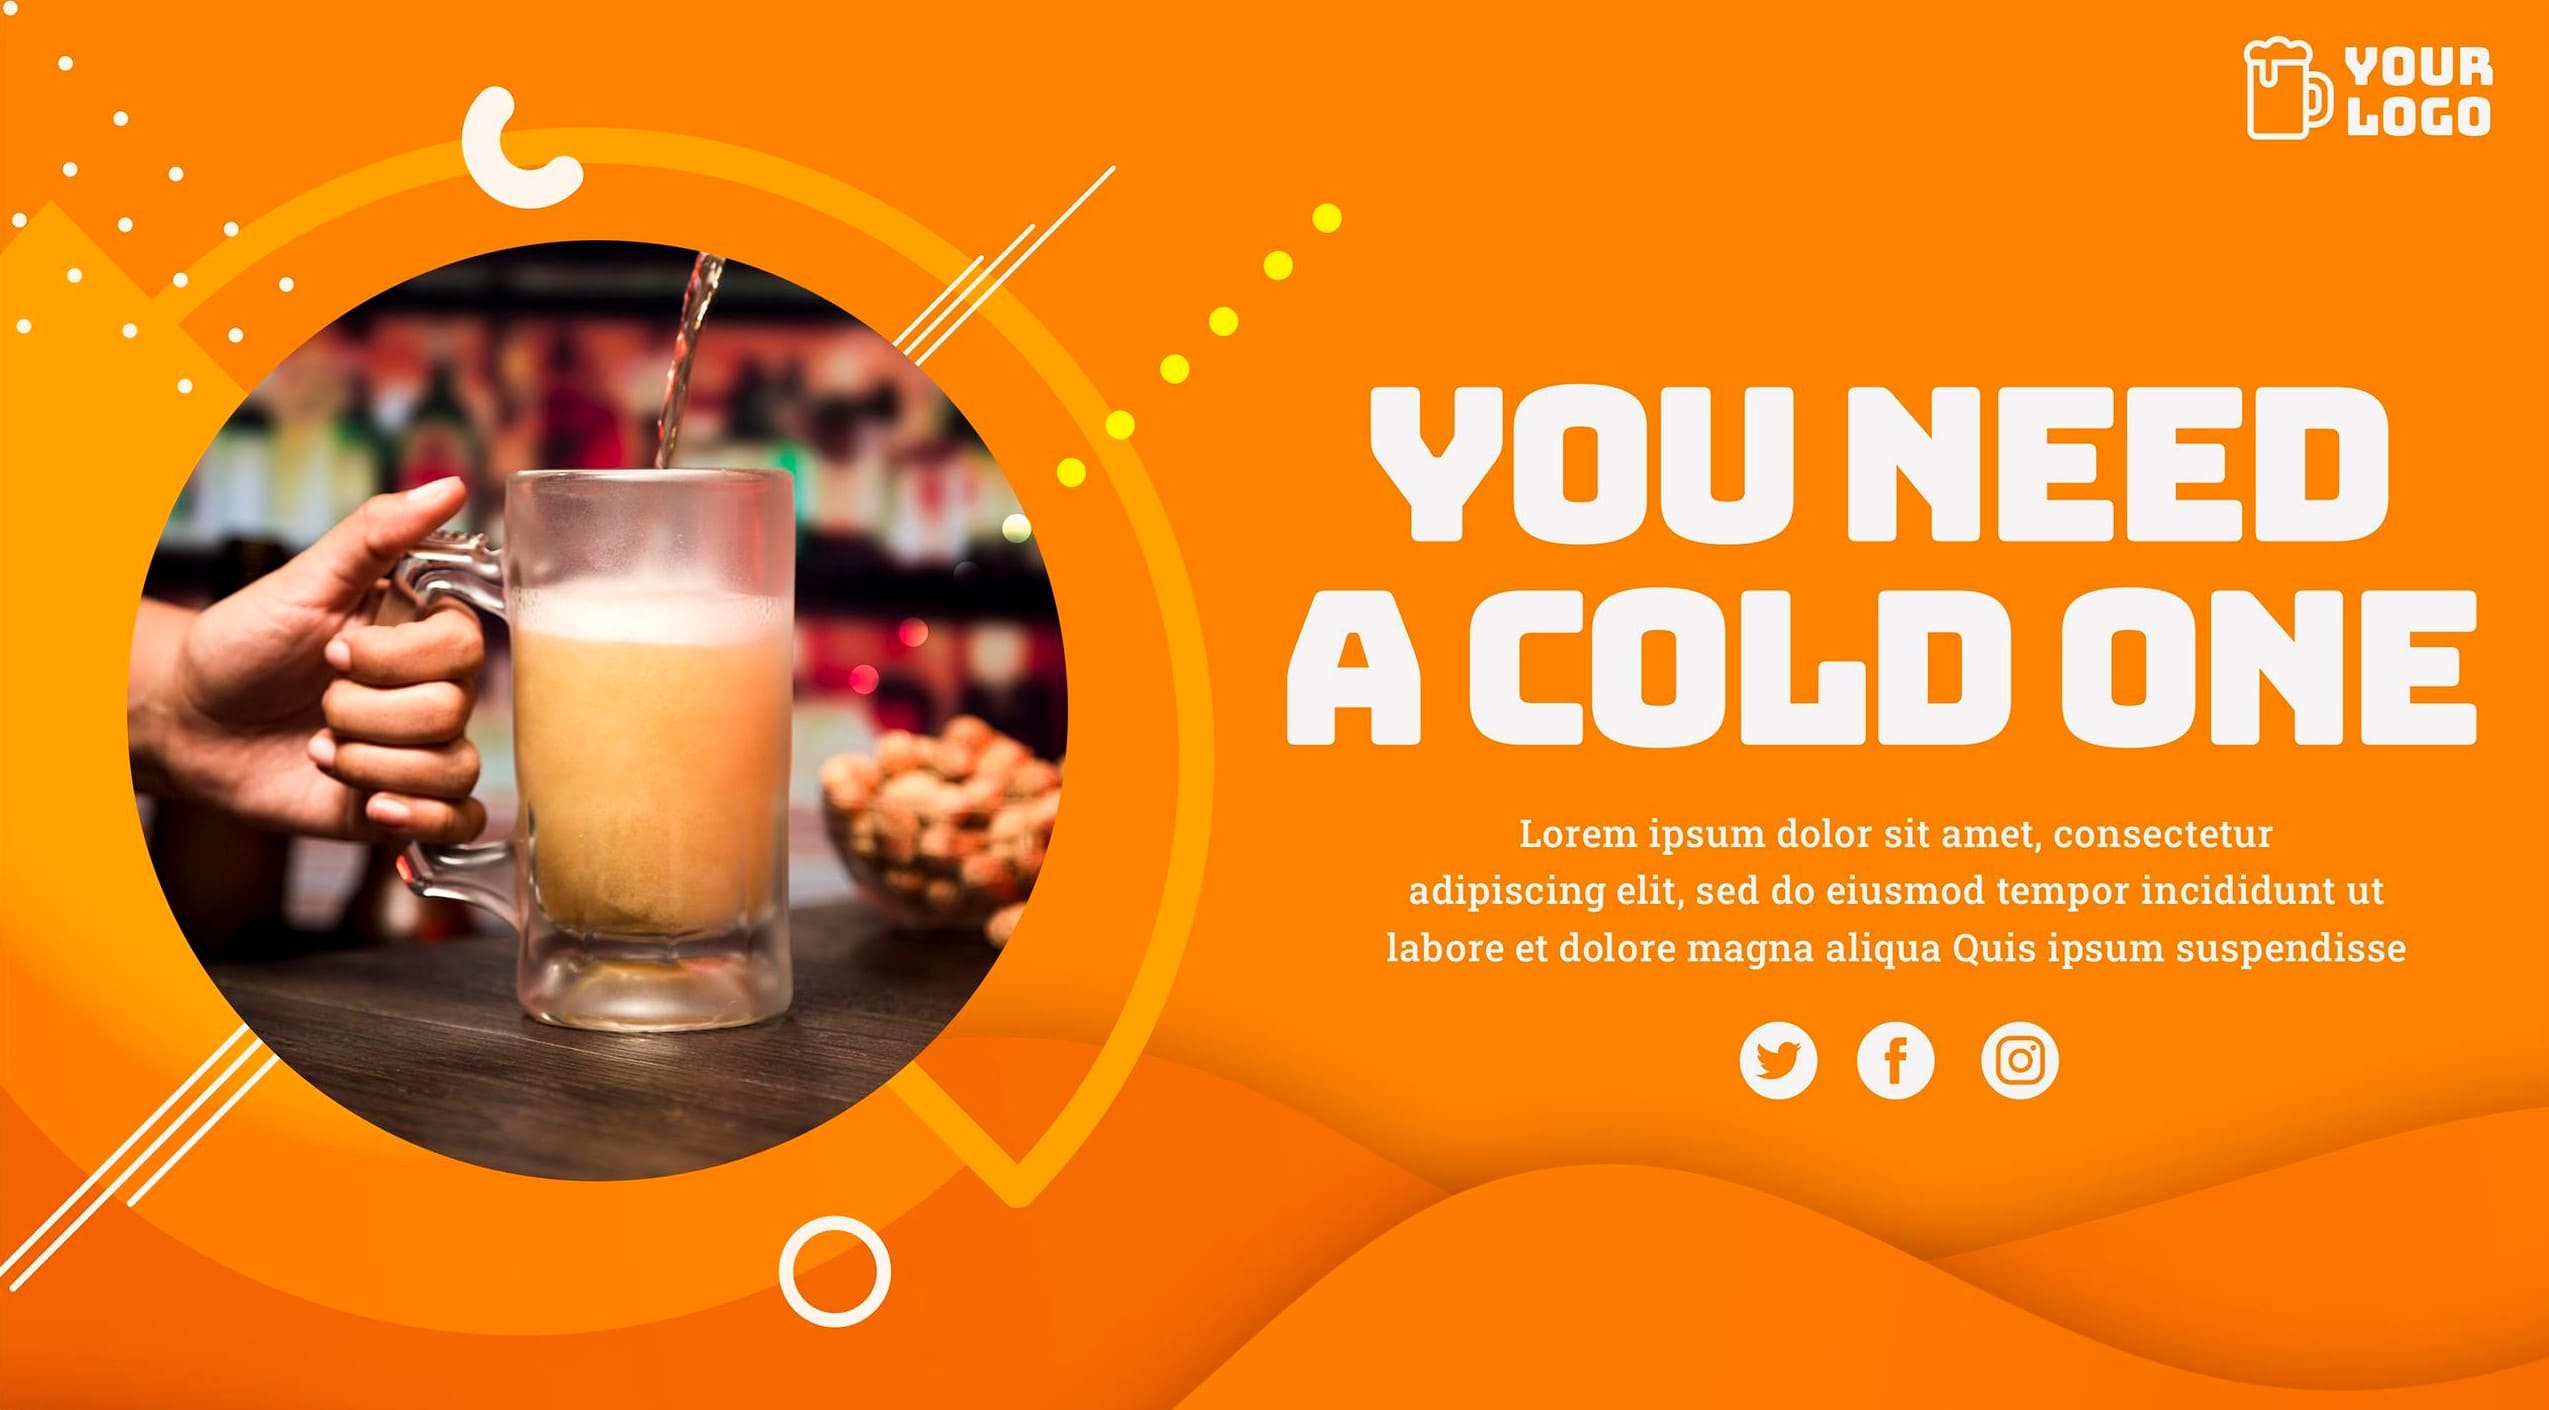 YOUR
LOGO
YOU NEED
A COLD ONE
Lorem ipsum dolor sit amet, consectetur
adipiscing elit, sed do eiusmod tempor incididunt ut
labore et dolore magna aliqua Quis ipsum suspendisse